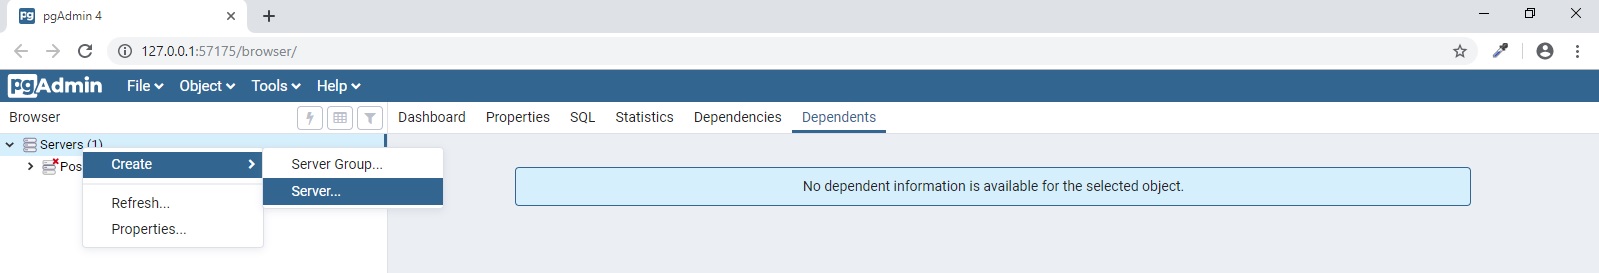 pgAdmin 4
127.0.0.1:57175/browser/
pgAdmin File Object Tools Help
Browser Dashboard Properties SQL Statistics Dependencies Dependents
Servers (1)
Pos Create Server Group...
Server...
Refresh...
Properties...
No dependent information is available for the selected object.